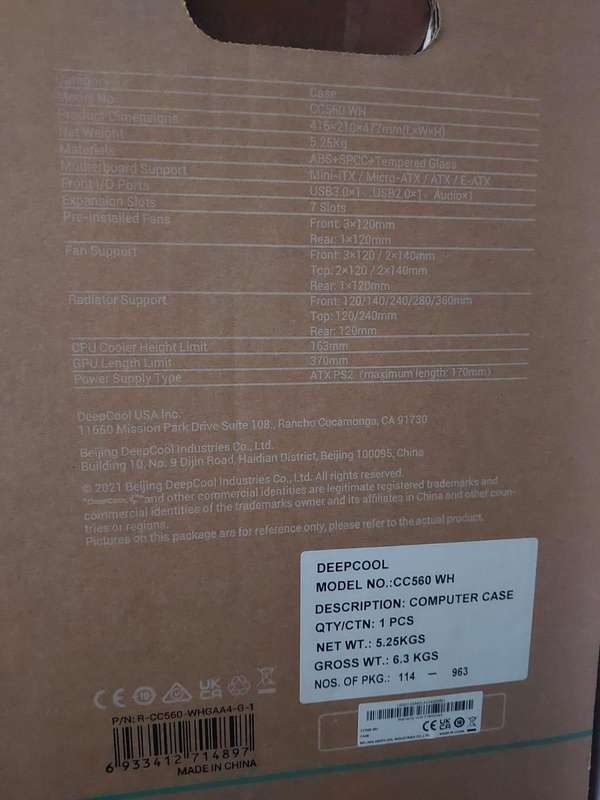 Case
Model No. CC560 WH
Product Dimensions 416×210×477mm(L×W×H)
Net Weight 5.25Kg
Materials ABS+SPCC+Tempered Glass
Motherboard Support Mini-ITX / Micro-ATX / ATX / E-ATX
Front I/O Ports USB3.0×1、USB2.0×1、Audio×1
Expansion Slots 7 Slots
Pre-installed Fans Front: 3×120mm
Rear: 1×120mm
Fan Support Front: 3×120 / 2×140mm
Top: 2×120 / 2×140mm
Rear: 1×120mm
Radiator Support Front: 120/140/240/280/360mm
Top: 120/240mm
Rear: 120mm
CPU Cooler Height Limit 163mm
GPU Length Limit 370mm
Power Supply Type ATX PS2（maximum length: 170mm）
DeepCool USA Inc.
11650 Mission Park Drive Suite 108., Rancho Cucamonga, CA 91730
Beijing DeepCool Industries Co., Ltd.
Building 10, No. 9 Dijin Road, Haidian District, Beijing 100095, China
© 2021 Beijing DeepCool Industries Co., Ltd. All rights reserved.
"DeepCool, and other commercial identities are legitimate registered trademarks and
commercial identities of the trademarks owner and its affiliates in China and other coun-
tries or regions.
Pictures on this package are for reference only, please refer to the actual product.
DEEPCOOL
MODEL NO.:CC560 WH
DESCRIPTION: COMPUTER CASE
QTY/CTN: 1 PCS
NET WT.: 5.25KGS
GROSS WT.: 6.3 KGS
NOS. OF PKG.: 114 — 963
CE 10 UK CA
P/N: R-CC560-WHGAA4-G-1
6 933412 714897
MADE IN CHINA
CE UK CA